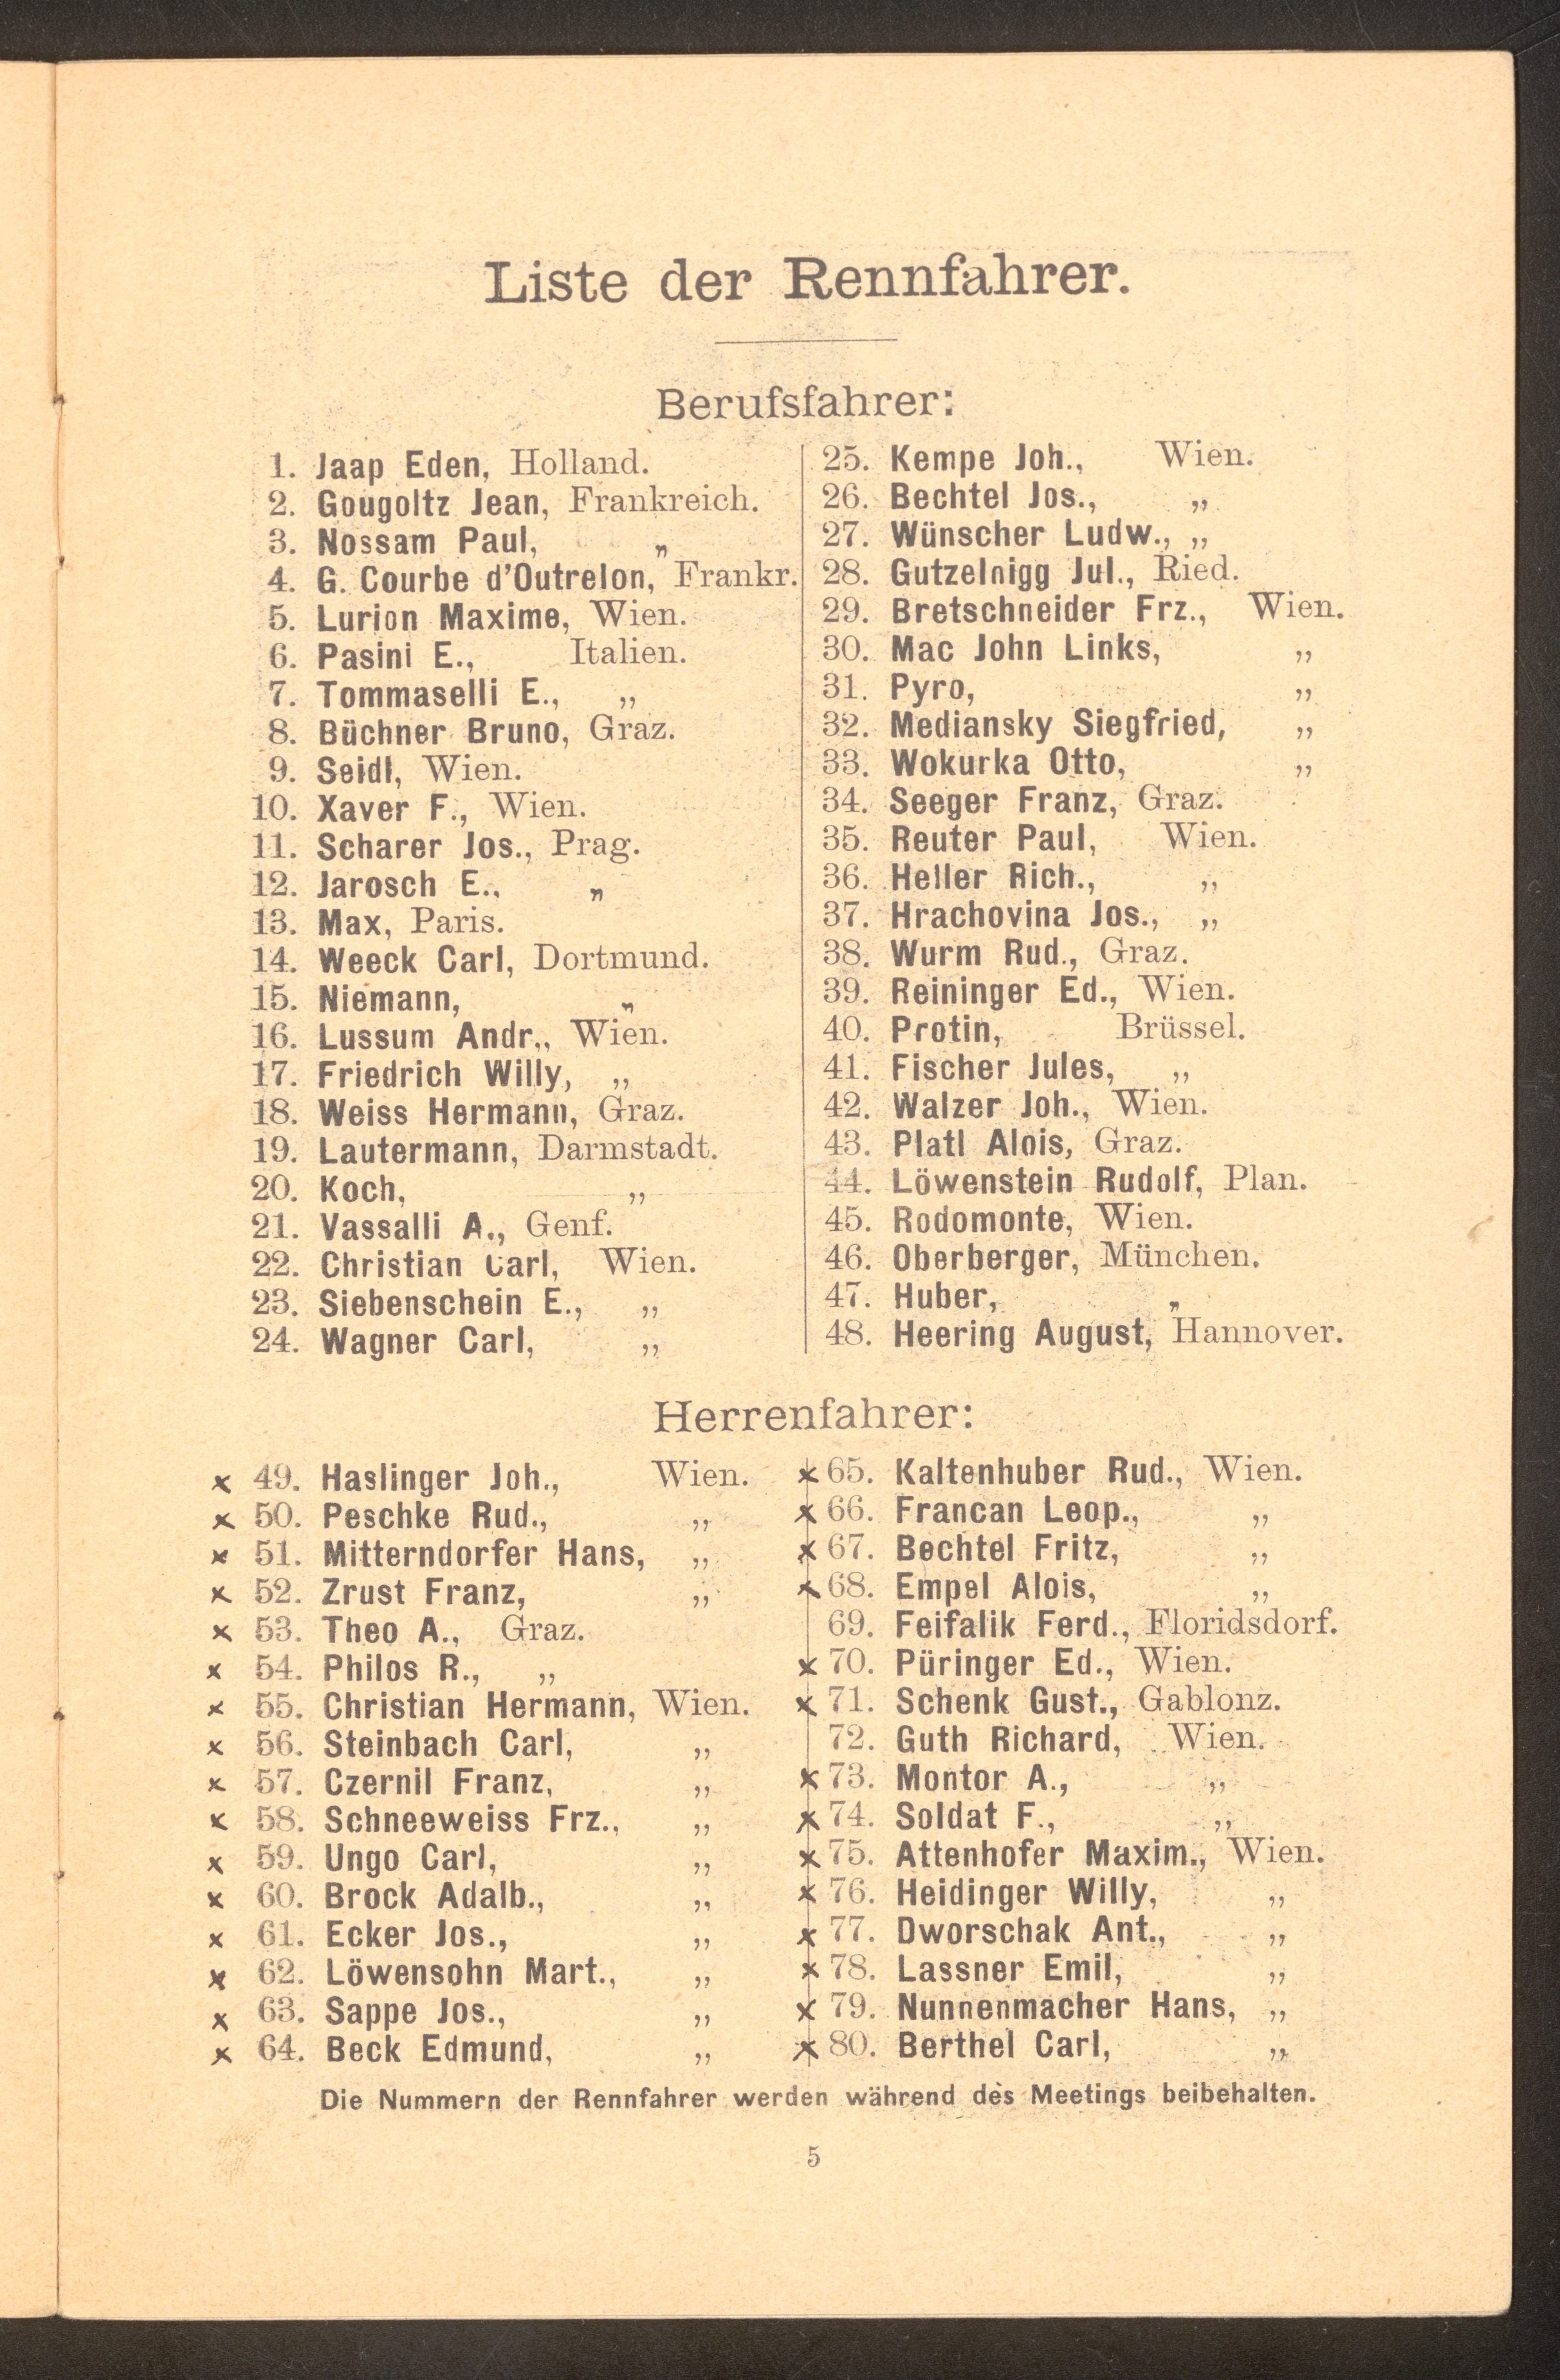 Liste der Rennfahrer.
Berufsfahrer:
1. Jaap Eden, Holland.
2. Gougoltz Jean, Frankreich.
3. Nossam Paul, „
4. G. Courbe d'Outrelon, Frankr.
5. Lurion Maxime, Wien.
6. Pasini E., Italien.
7. Tommaselli E., „
8. Büchner Bruno, Graz.
9. Seidl, Wien.
10. Xaver F., Wien.
11. Scharer Jos., Prag.
12. Jarosch E., „
13. Max, Paris.
14. Weeck Carl, Dortmund.
15. Niemann, „
16. Lussum Andr., Wien.
17. Friedrich Willy, „
18. Weiss Hermann, Graz.
19. Lautermann, Darmstadt.
20. Koch, „
21. Vassalli A., Genf.
22. Christian Carl, Wien.
23. Siebenschein E., „
24. Wagner Carl, „
25. Kempe Joh., Wien.
26. Bechtel Jos., „
27. Wünscher Ludw., „
28. Gutzelnigg Jul., Ried.
29. Bretschneider Frz., Wien.
30. Mac John Links, „
31. Pyro, „
32. Mediansky Siegfried, „
33. Wokurka Otto, „
34. Seeger Franz, Graz.
35. Reuter Paul, Wien.
36. Heller Rich., „
37. Hrachovina Jos., „
38. Wurm Rud., Graz.
39. Reininger Ed., Wien.
40. Protin, Brüssel.
41. Fischer Jules, „
42. Walzer Joh., Wien.
43. Platl Alois, Graz.
44. Löwenstein Rudolf, Plan.
45. Rodomonte, Wien.
46. Oberberger, München.
47. Huber, „
48. Heering August, Hannover.
Herrenfahrer:
x 49. Haslinger Joh., Wien.
x 50. Peschke Rud., „
x 51. Mitterndorfer Hans, „
x 52. Zrust Franz, „
x 53. Theo A., Graz.
x 54. Philos R., „
x 55. Christian Hermann, Wien.
x 56. Steinbach Carl, „
x 57. Czernil Franz, „
x 58. Schneeweiss Frz., „
x 59. Ungo Carl, „
x 60. Brock Adalb., „
x 61. Ecker Jos., „
x 62. Löwensohn Mart., „
x 63. Sappe Jos., „
x 64. Beck Edmund, „
x 65. Kaltenhuber Rud., Wien.
x 66. Francan Leop., „
x 67. Bechtel Fritz, „
x 68. Empel Alois, „
69. Feifalik Ferd., Floridsdorf.
x 70. Püringer Ed., Wien.
x 71. Schenk Gust., Gablonz.
72. Guth Richard, Wien.
x 73. Montor A., „
x 74. Soldat F., „
x 75. Attenhofer Maxim., Wien.
x 76. Heidinger Willy, „
x 77. Dworschak Ant., „
x 78. Lassner Emil, „
x 79. Nunnenmacher Hans, „
x 80. Berthel Carl, „
Die Nummern der Rennfahrer werden während des Meetings beibehalten.
5